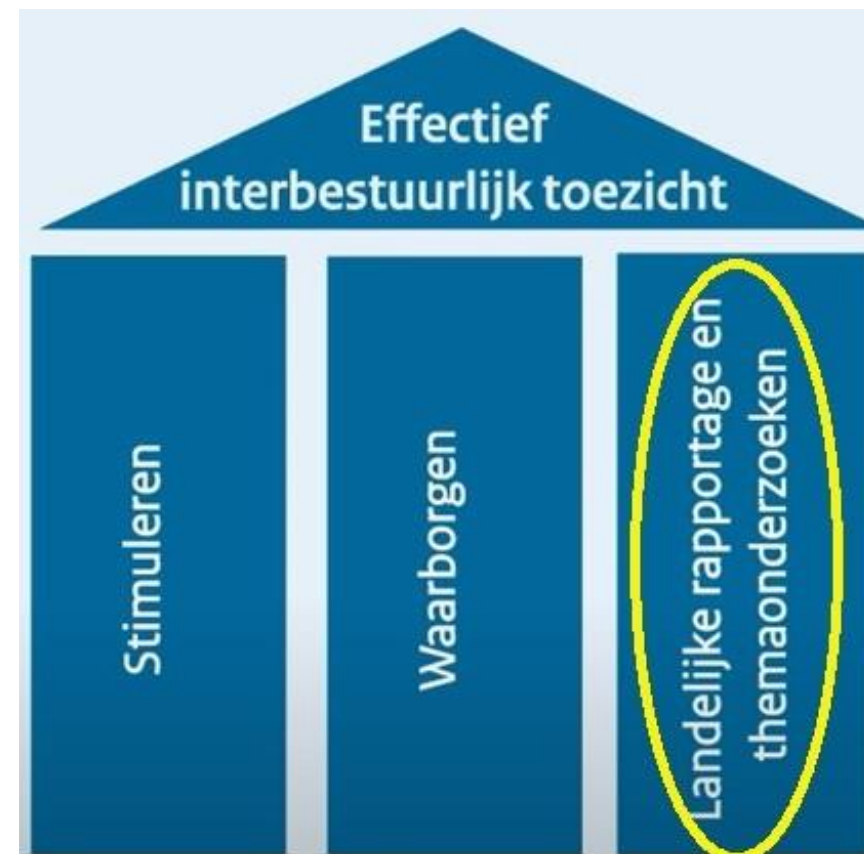 Effectief
interbestuurlijk toezicht
Stimuleren
Waarborgen
Landelijke rapportage en
themaonderzoeken